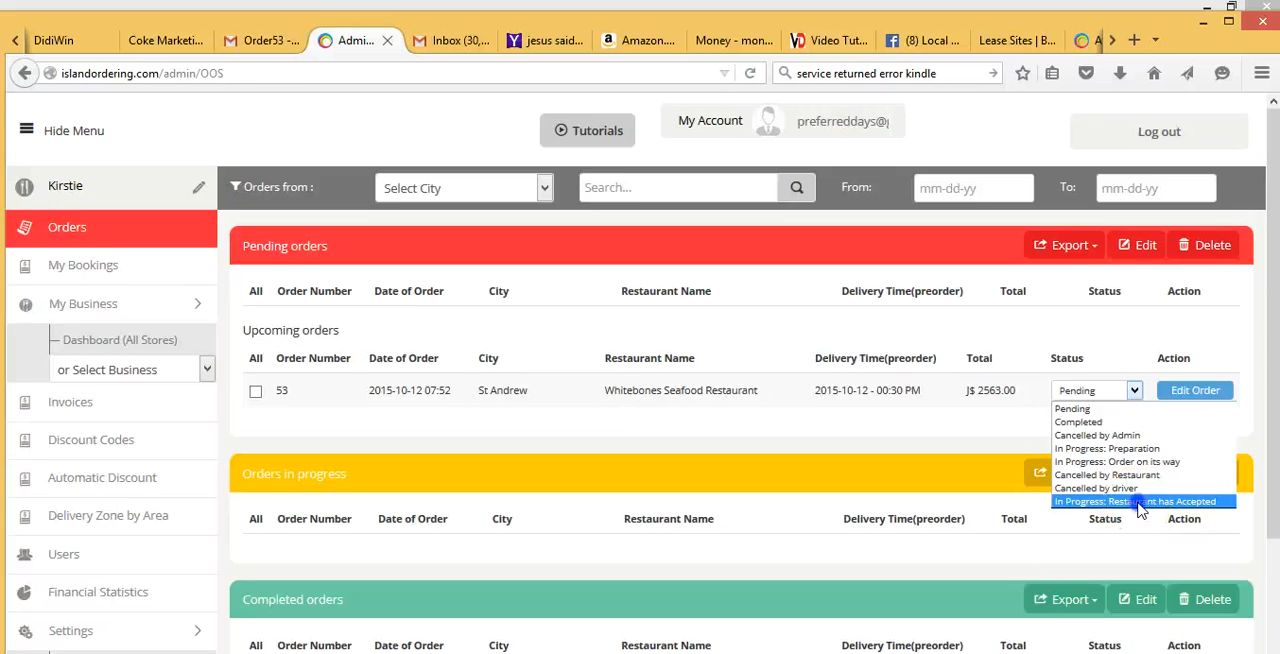 DidiWin
Coke Marketi...
Order53 -...
Admi...
Inbox (30,...
jesus said...
Amazon....
Money - mon...
Video Tut...
(8) Local ...
Lease Sites | B...
islandordering.com/admin/OOS
service returned error kindle
Hide Menu
Tutorials
My Account
preferreddays@
Log out
Kirstie
Orders from :
Select City
Search...
From:
mm-dd-yy
To:
mm-dd-yy
Orders
My Bookings
My Business
Dashboard (All Stores)
or Select Business
Invoices
Discount Codes
Automatic Discount
Delivery Zone by Area
Users
Financial Statistics
Settings
Pending orders
Export
Edit
Delete
All Order Number Date of Order City Restaurant Name Delivery Time(preorder) Total Status Action
Upcoming orders
All Order Number Date of Order City Restaurant Name Delivery Time(preorder) Total Status Action
53 2015-10-12 07:52 St Andrew Whitebones Seafood Restaurant 2015-10-12 - 00:30 PM J$ 2563.00 Pending Edit Order
Pending
Completed
Cancelled by Admin
In Progress: Preparation
In Progress: Order on its way
Cancelled by Restaurant
Cancelled by driver
In Progress: Restaurant has Accepted
Orders in progress
All Order Number Date of Order City Restaurant Name Delivery Time(preorder) Total Status Action
Completed orders
Export
Edit
Delete
All Order Number Date of Order City Restaurant Name Delivery Time(preorder) Total Status Action